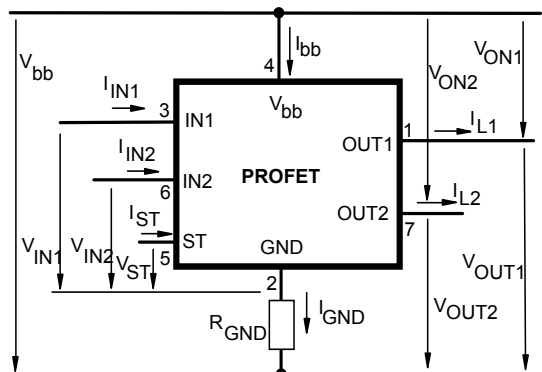 V_bb
I_bb
V_ON1
V_ON2
4
I_IN1
3
IN1
V_bb
I_IN2
6
IN2
PROFET
OUT1
1
I_L1
I_ST
5
ST
GND
OUT2
7
I_L2
V_IN1
V_IN2
V_ST
2
R_GND
I_GND
V_OUT1
V_OUT2